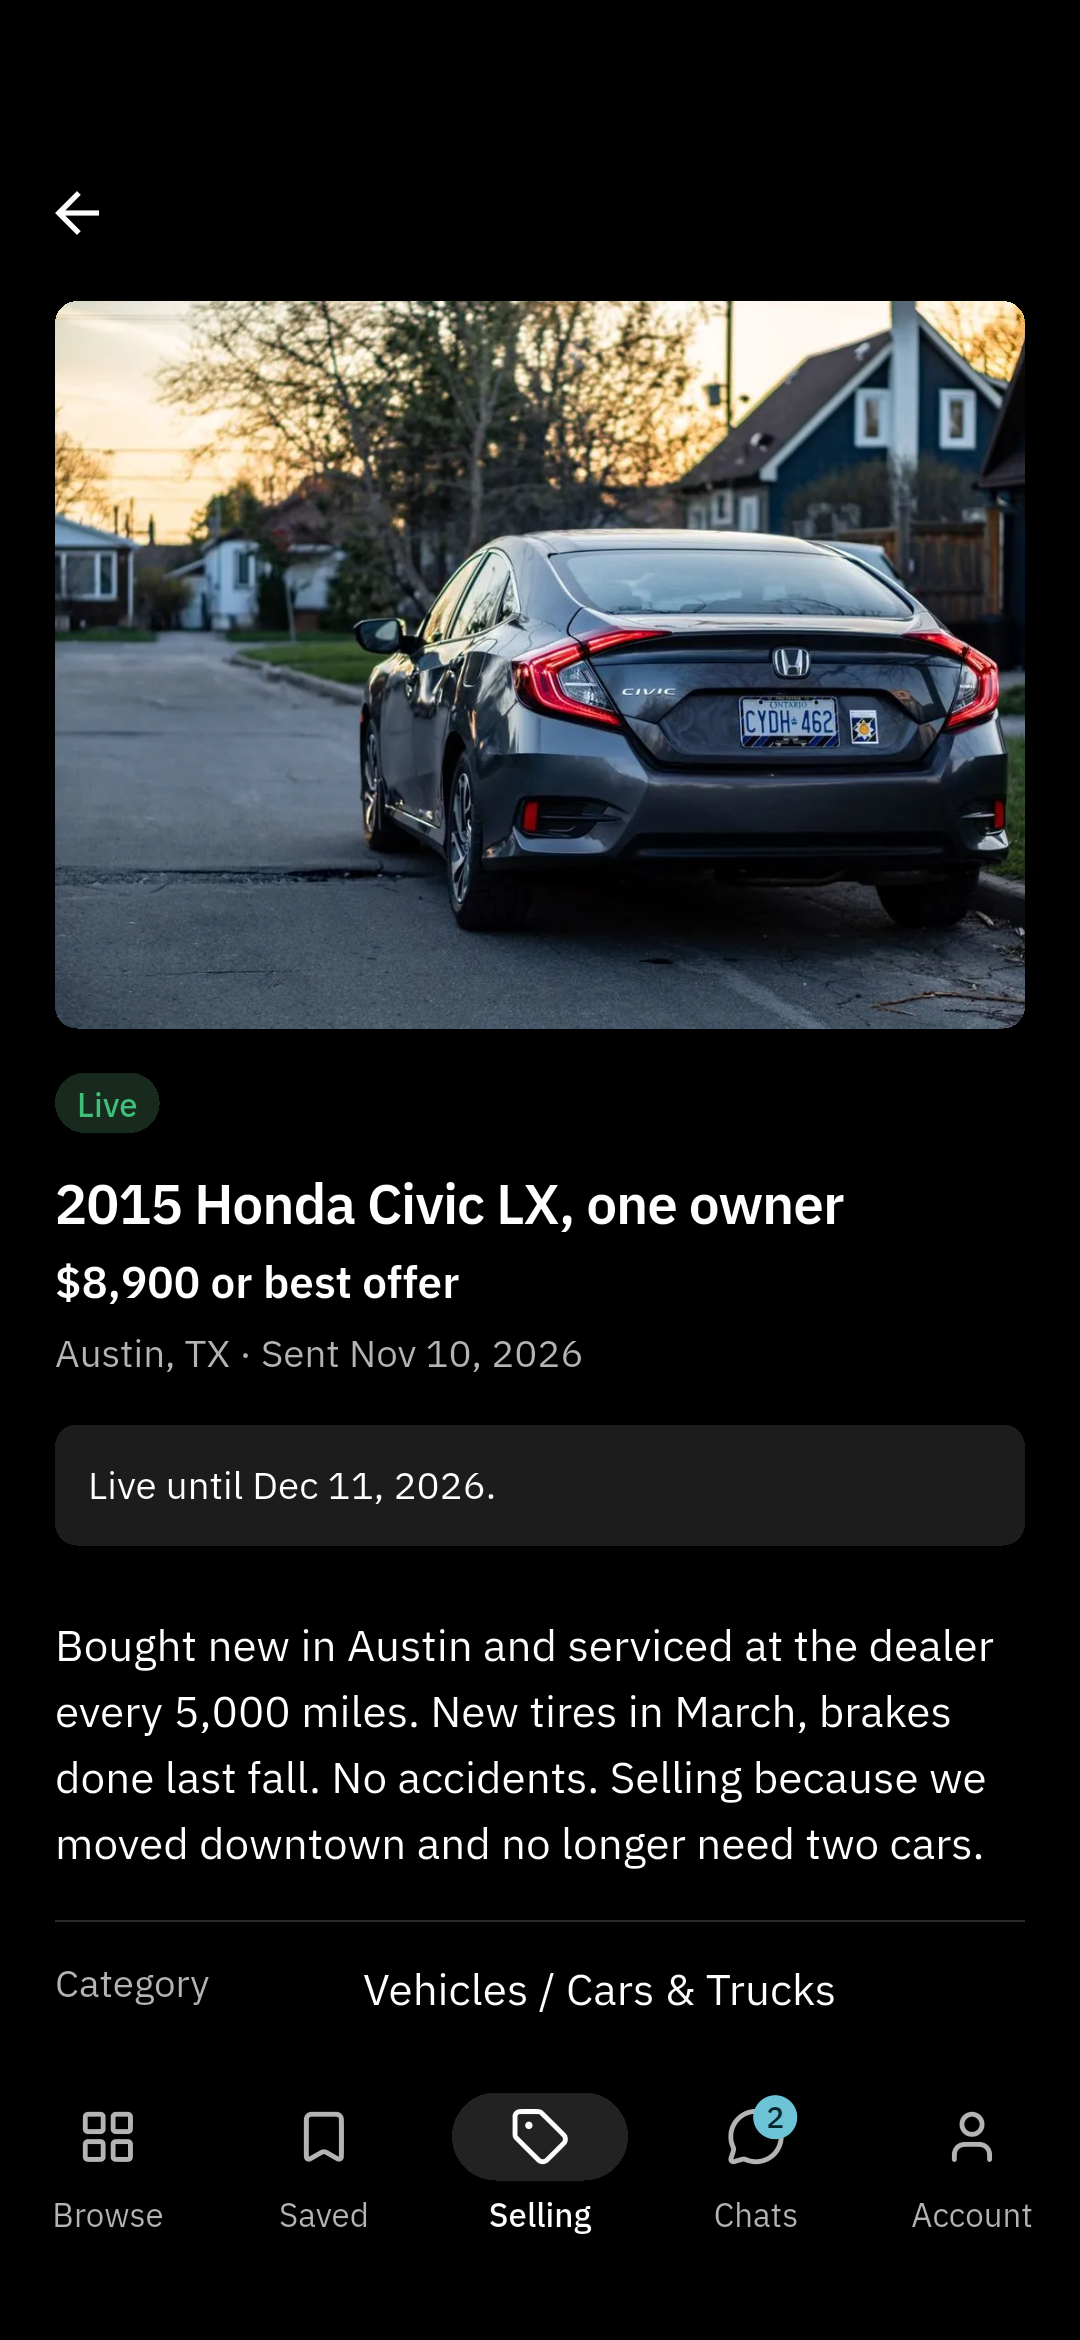 CIVIC
ONTARIO
CYDH 462
Live
2015 Honda Civic LX, one owner
$8,900 or best offer
Austin, TX · Sent Nov 10, 2026
Live until Dec 11, 2026.
Bought new in Austin and serviced at the dealer
every 5,000 miles. New tires in March, brakes
done last fall. No accidents. Selling because we
moved downtown and no longer need two cars.
Category Vehicles / Cars & Trucks
2
Browse Saved Selling Chats Account